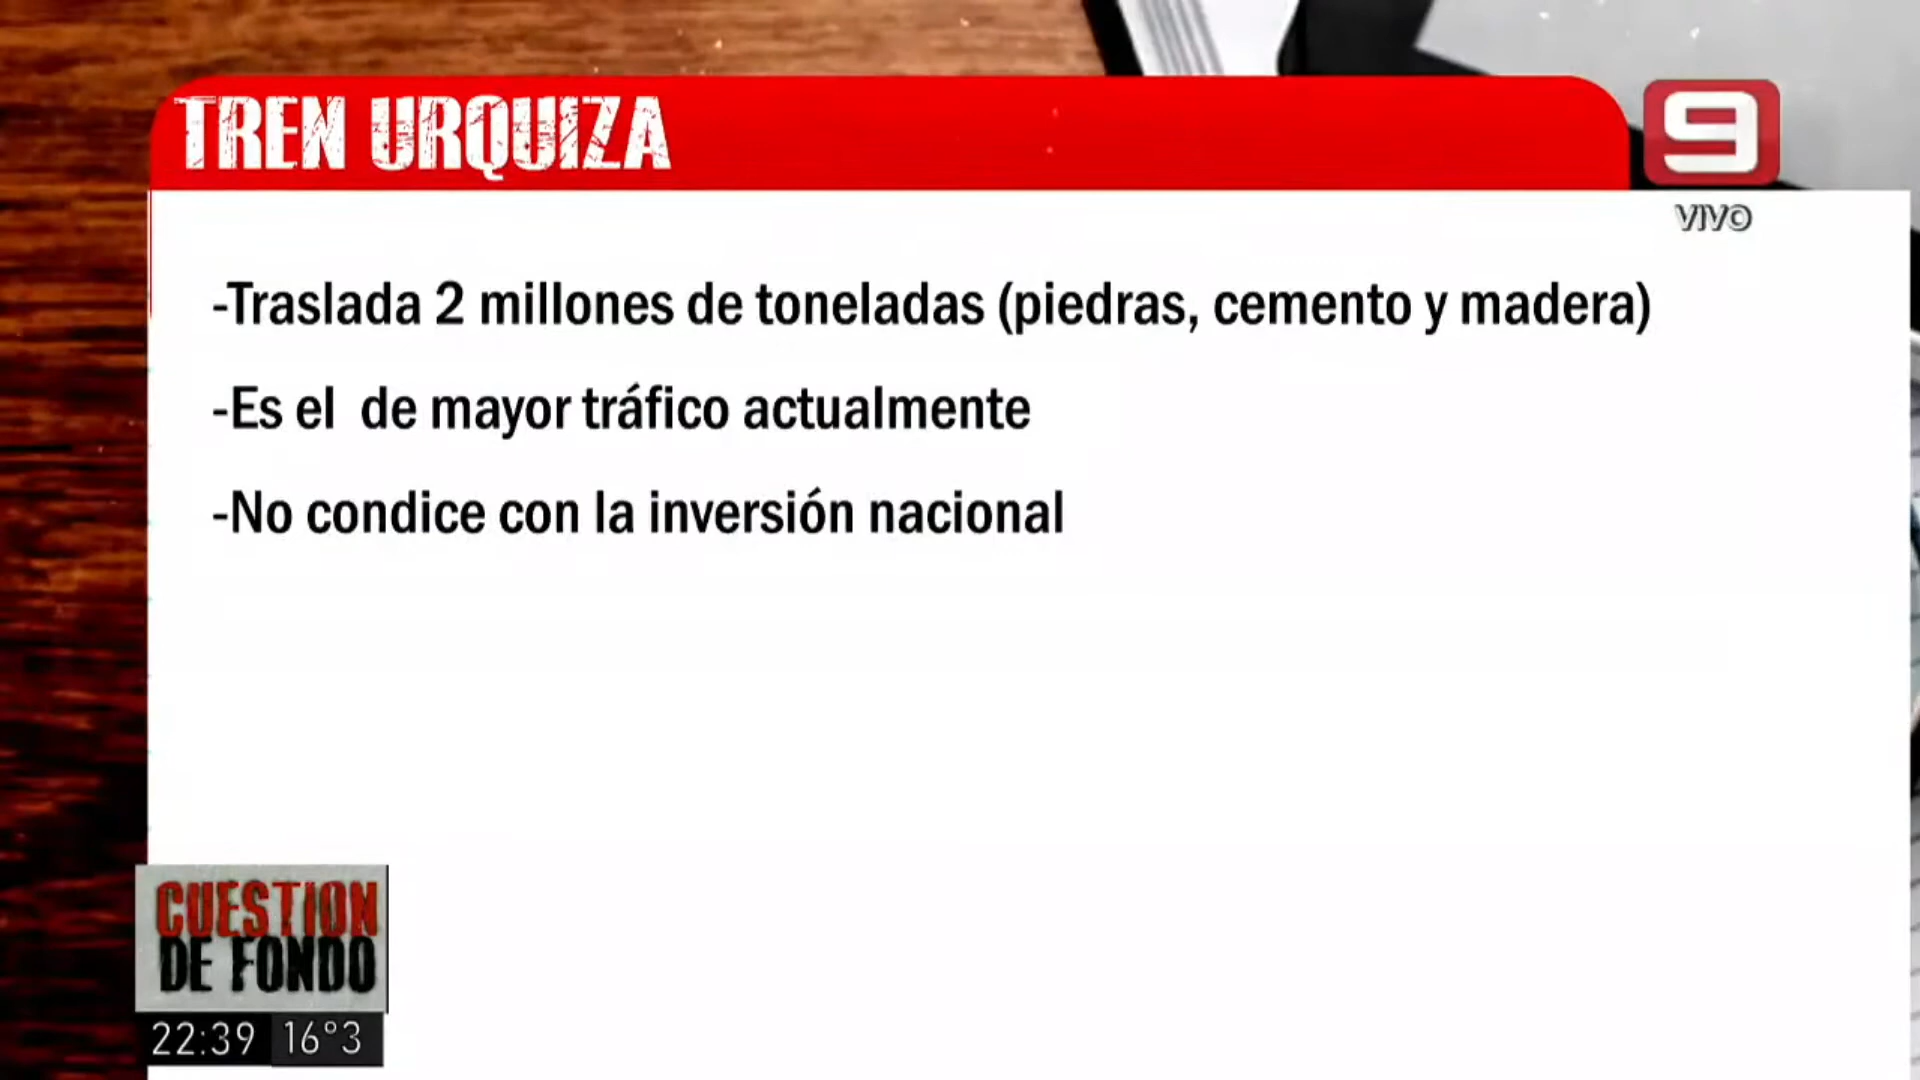 TREN URQUIZA
9
VIVO
-Traslada 2 millones de toneladas (piedras, cemento y madera)
-Es el  de mayor tráfico actualmente
-No condice con la inversión nacional
CUESTION
DE FONDO
22:39 16°3